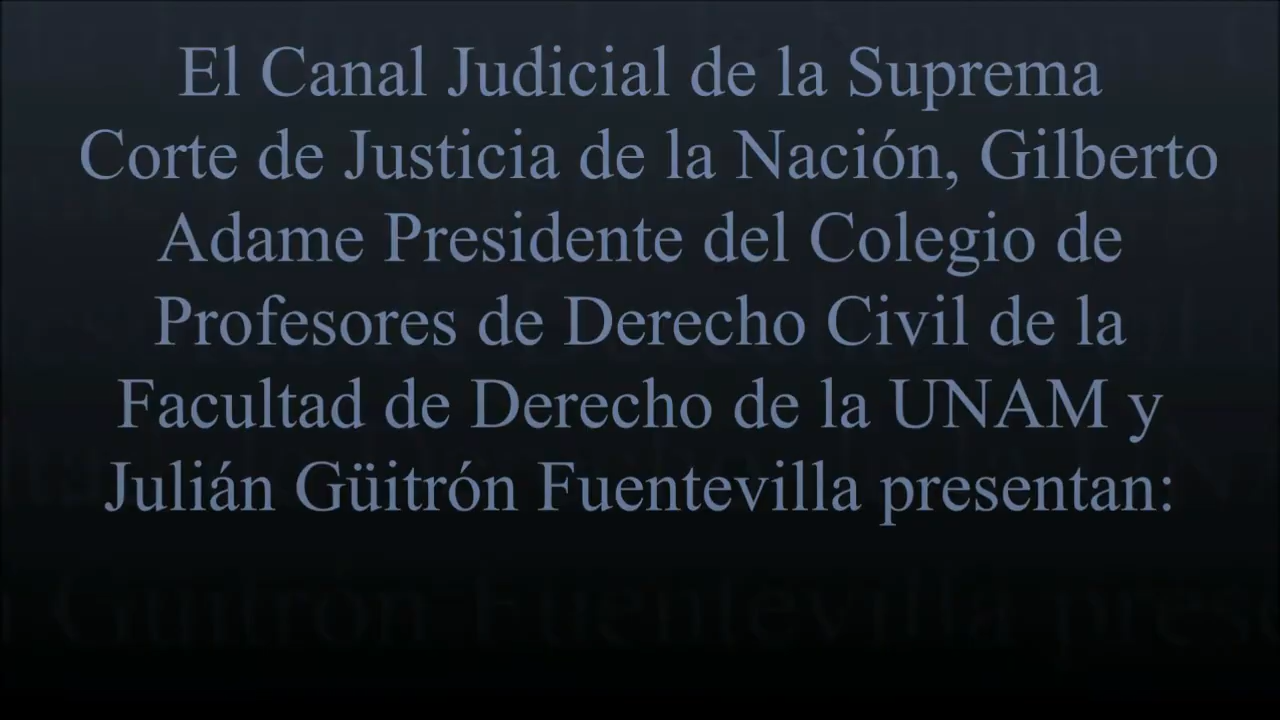 El Canal Judicial de la Suprema
Corte de Justicia de la Nación, Gilberto
Adame Presidente del Colegio de
Profesores de Derecho Civil de la
Facultad de Derecho de la UNAM y
Julián Güitrón Fuentevilla presentan: